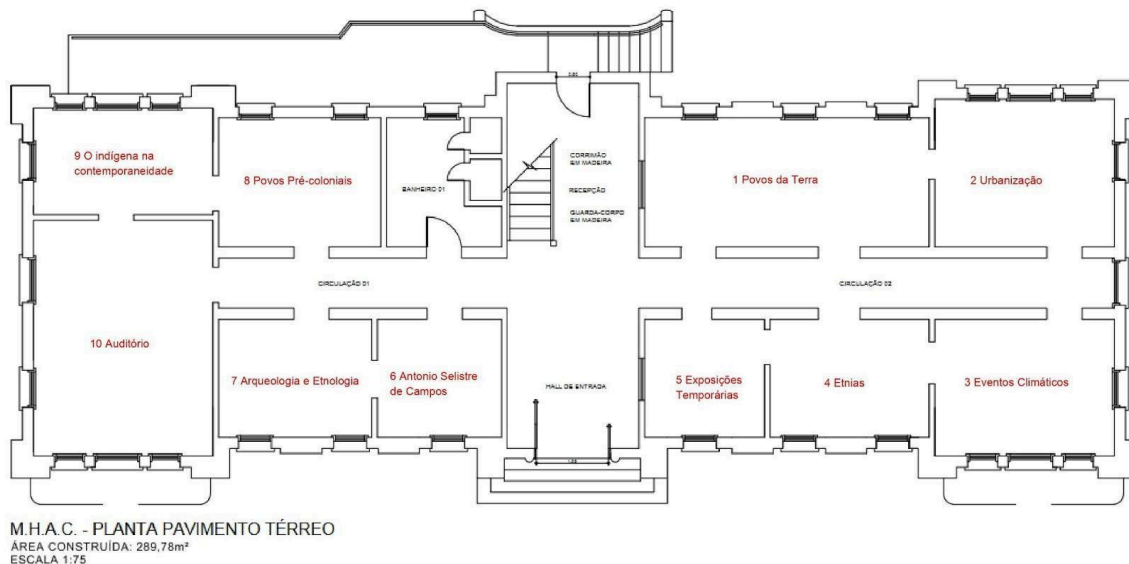 0.80
9 O indígena na
contemporaneidade
8 Povos Pré-coloniais
BANHEIRO 01
CORRIMÃO
EM MADEIRA
RECEPÇÃO
GUARDA-CORPO
EM MADEIRA
1 Povos da Terra
2 Urbanização
CIRCULAÇÃO 01
CIRCULAÇÃO 02
10 Auditório
7 Arqueologia e Etnologia
6 Antonio Selistre
de Campos
HALL DE ENTRADA
5 Exposições
Temporárias
4 Etnias
3 Eventos Climáticos
M.H.A.C. - PLANTA PAVIMENTO TÉRREO
ÁREA CONSTRUÍDA: 289,78m²
ESCALA 1:75